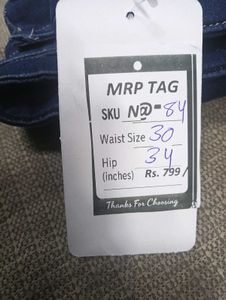 MRP TAG
SKU N@-84
Waist Size 30
Hip 34
(inches) Rs. 799/
Thanks For Choosing